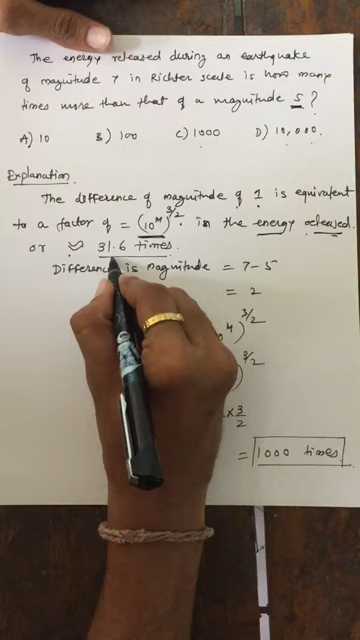 The energy released during an earthquake
of magnitude 7 in Richter scale is how many
times more than that of a magnitude 5?
A) 10 B) 100 C) 1000 D) 10,000.
Explanation
The difference of magnitude of 1 is equivalent
to a factor of = (10^M)^3/2. in the energy released.
or ≈ 31.6 times.
Difference is magnitude = 7-5
= 2
M)^3/2
)^3/2
× 3/2
= 1000 times